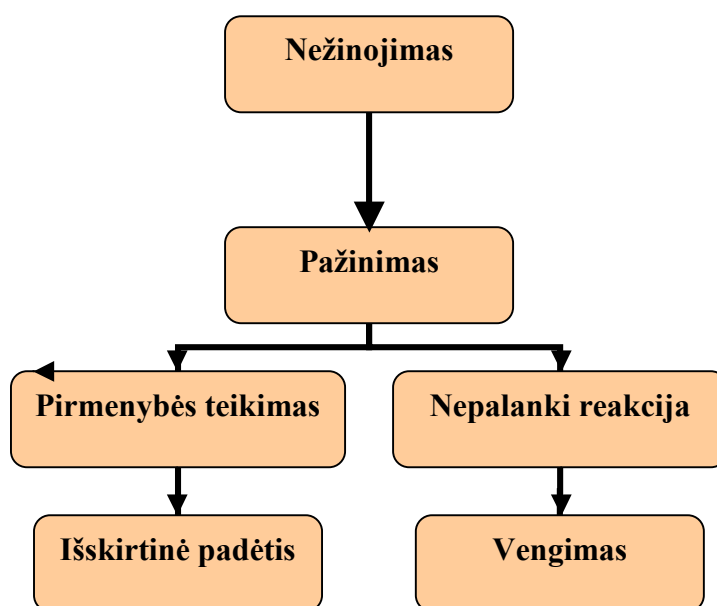 Nežinojimas
Pažinimas
Pirmenybės teikimas
Nepalanki reakcija
Išskirtinė padėtis
Vengimas